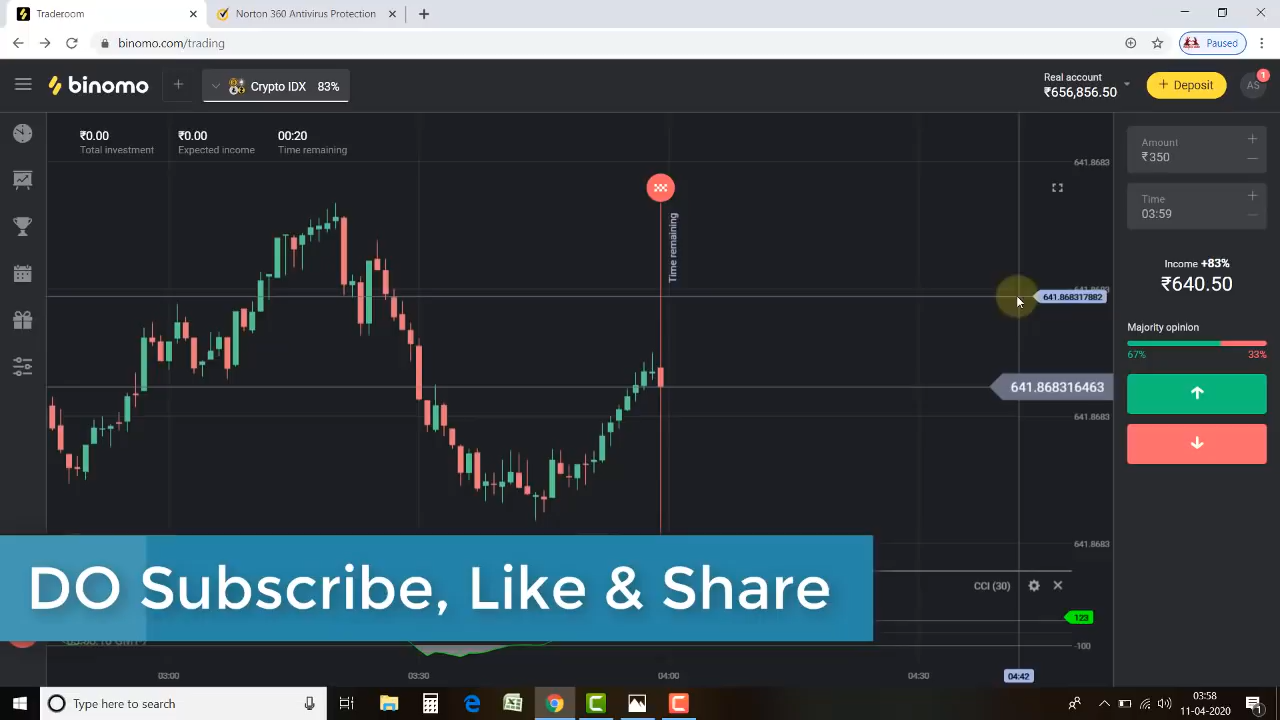 Traderoom
Norton 360 Antivirus Protection
binomo.com/trading
Paused
binomo
Crypto IDX 83%
Real account
₹656,856.50
+ Deposit
AS
1
₹0.00
Total investment
₹0.00
Expected income
00:20
Time remaining
641.8683
Time remaining
641.868317882
641.868316463
641.8683
641.8683
Amount
₹350
Time
03:59
Income +83%
₹640.50
Majority opinion
67%
33%
DO Subscribe, Like & Share
CCI (30)
123
-100
03:00
03:30
04:00
04:30
04:42
Type here to search
03:58
11-04-2020
1